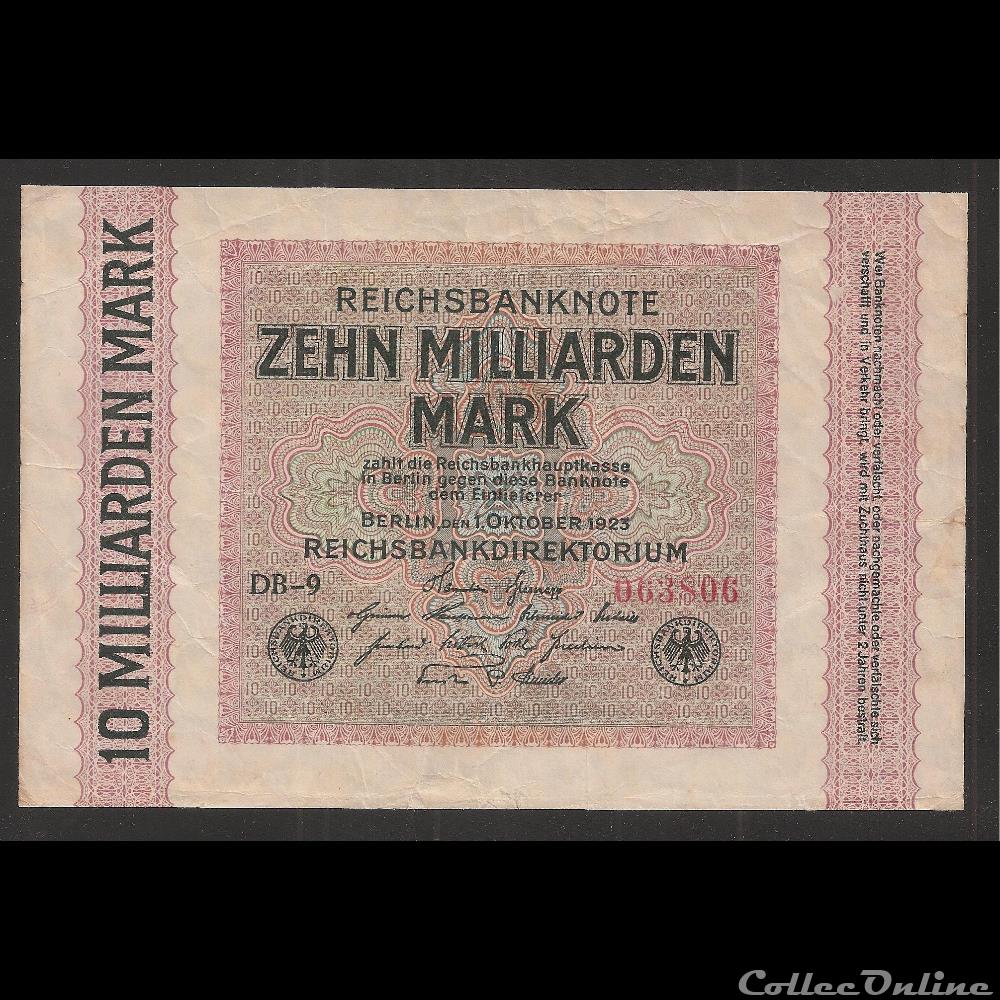 10 MILLIARDEN MARK
REICHSBANKNOTE
ZEHN MILLIARDEN
MARK
zahlt die Reichsbankhauptkasse
in Berlin gegen diese Banknote
dem Einlieferer
BERLIN, DEN 1. OKTOBER 1923
REICHSBANKDIREKTORIUM
DB-9
063806
REICHSBANKDIREKTORIUM
REICHSBANKDIREKTORIUM
Wer Banknoten nachmacht oder verfälscht oder nachgemachte oder verfälschte sich
verschafft und in Verkehr bringt, wird mit Zuchthaus nicht unter 2 Jahren bestraft.
CollecOnline